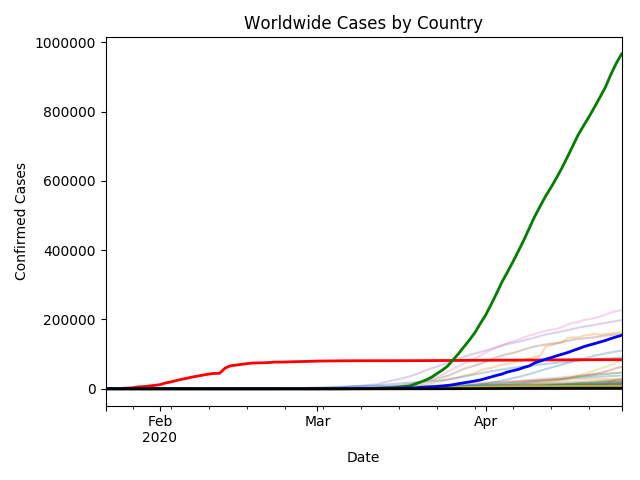 Worldwide Cases by Country
1000000
800000
600000
400000
200000
0
Confirmed Cases
Feb
2020
Mar
Apr
Date